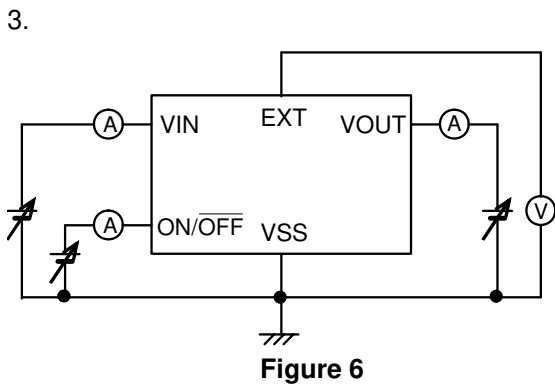 3.
EXT
A VIN VOUT A
V
A ON/OFF VSS
Figure 6